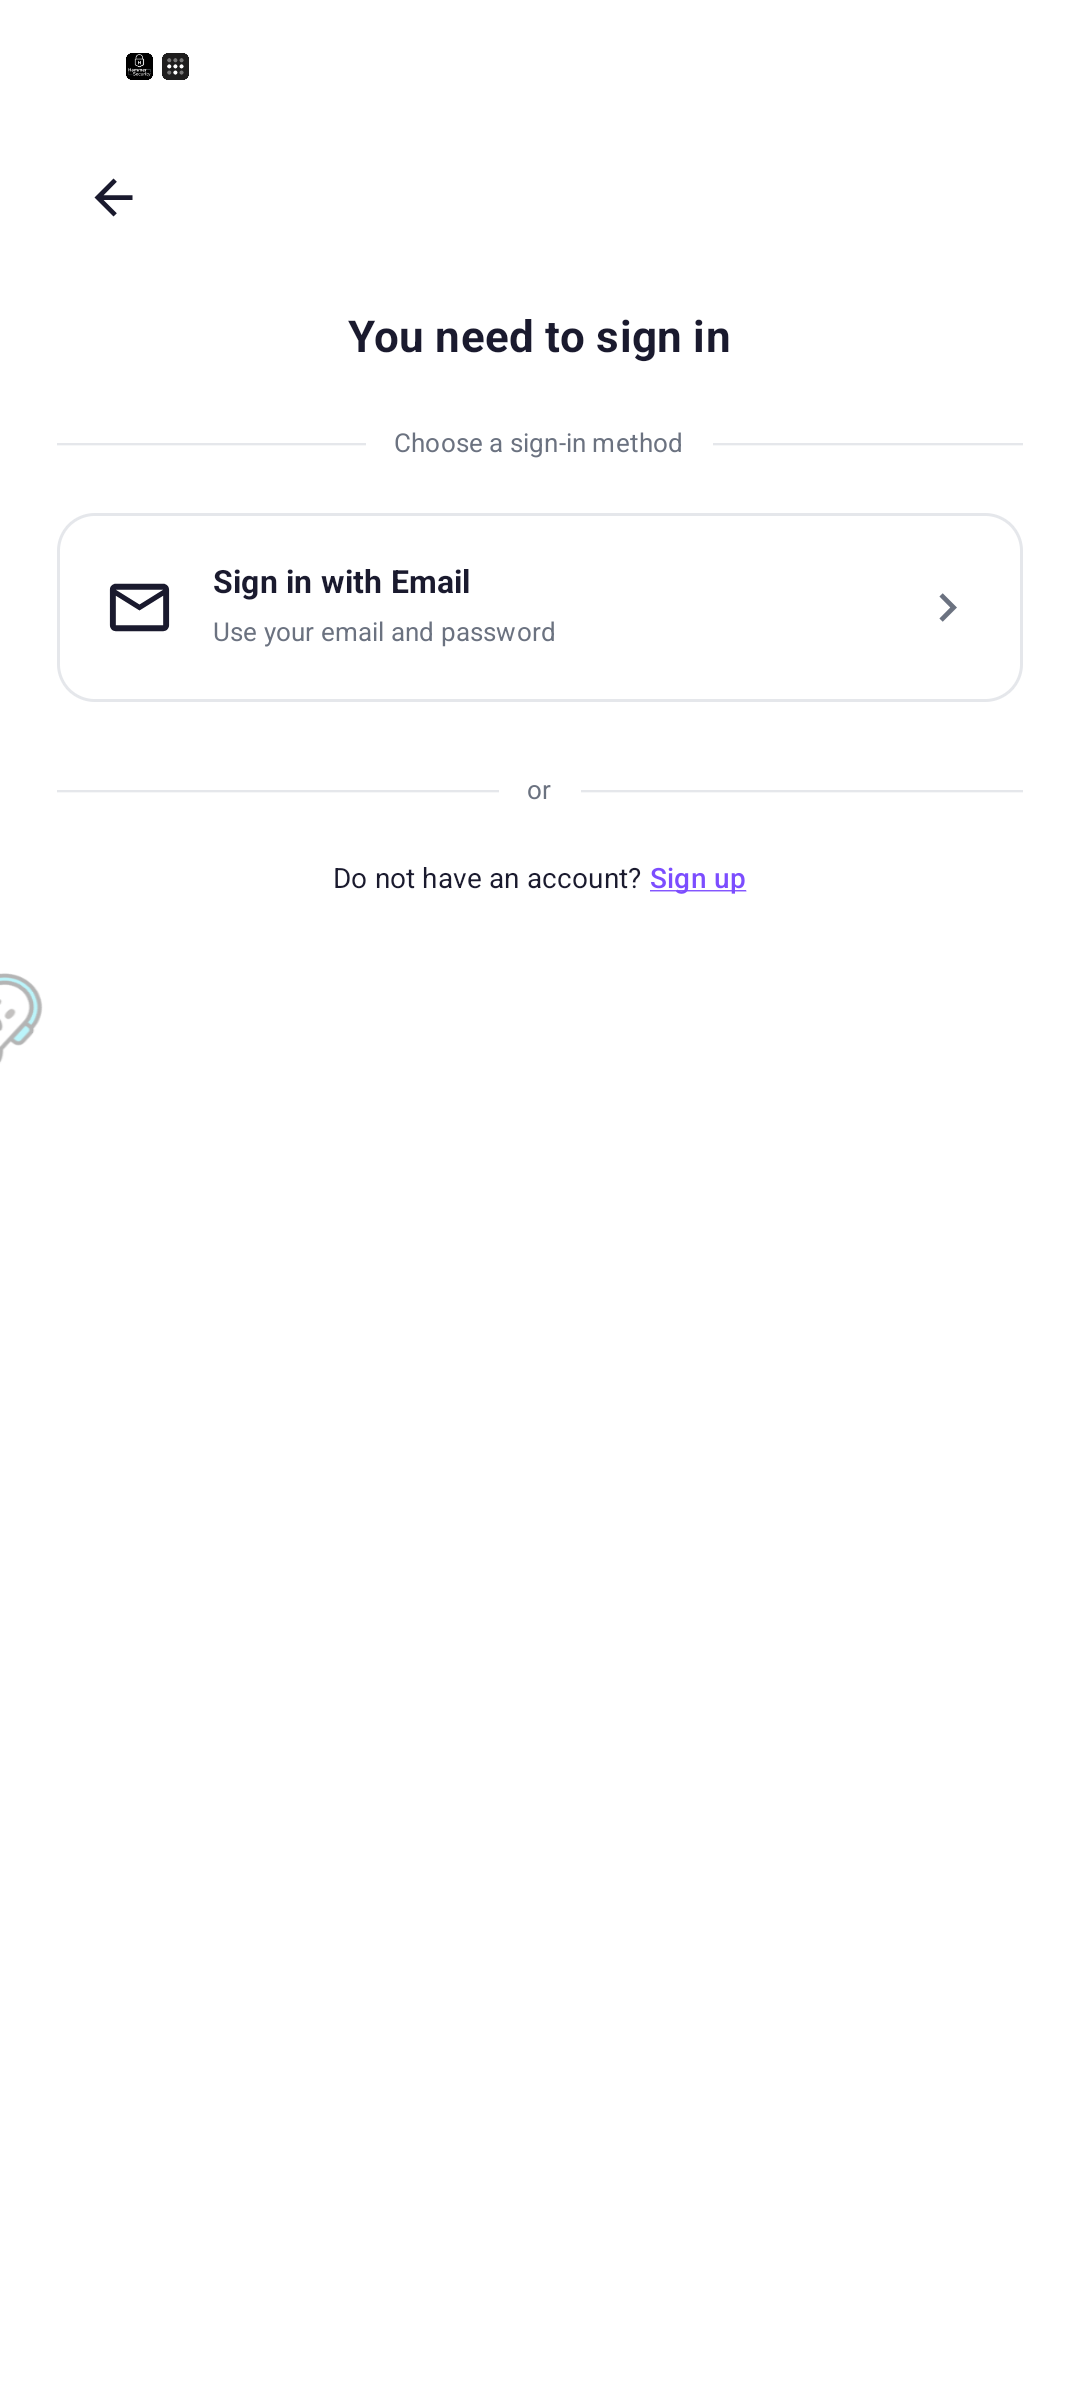 You need to sign in
Choose a sign-in method
Sign in with Email
Use your email and password
or
Do not have an account? Sign up